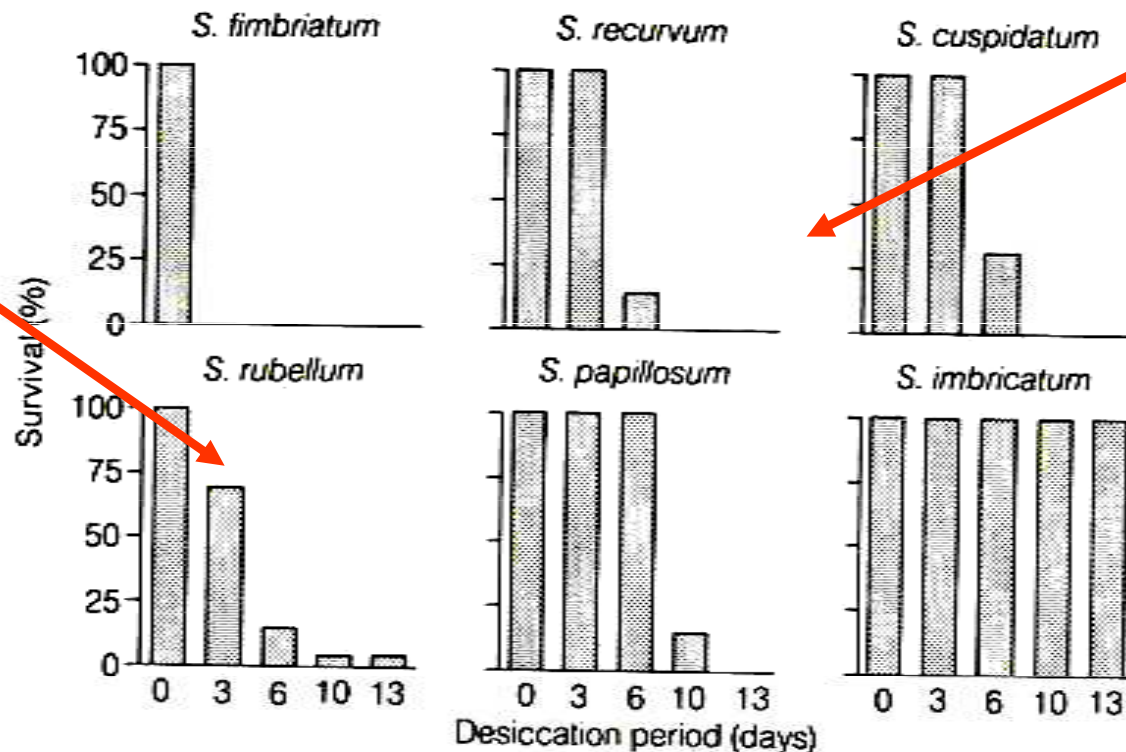 S. fimbriatum
S. recurvum
S. cuspidatum
100
75
50
25
0
Survival (%)
S. rubellum
S. papillosum
S. imbricatum
100
75
50
25
0
0 3 6 10 13
0 3 6 10 13
0 3 6 10 13
Desiccation period (days)